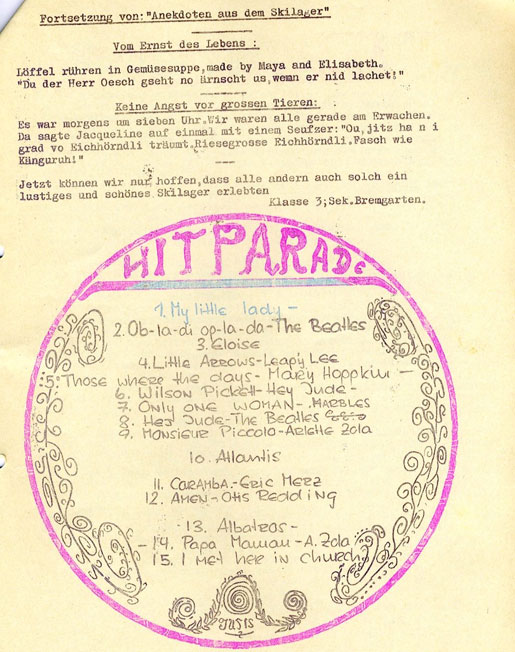 Fortsetzung von:"Anekdoten aus dem Skilager"
Vom Ernst des Lebens :
Löffel rühren in Gemüsesuppe,made by Maya and Elisabeth.
"Du der Herr Oesch gseht no ärnscht us,wenn er nid lachet!"
Keine Angst vor grossen Tieren:
Es war morgens um sieben Uhr.Wir waren alle gerade am Erwachen.
Da sagte Jacqueline auf einmal mit einem Seufzer:"Ou,jitz ha n i
grad vo Eichhörndli träumt.Riesegrosse Eichhörndli.Fasch wie
Känguruh!"
Jetzt können wir nur hoffen,dass alle andern auch solch ein
lustiges und schönes Skilager erlebten
Klasse 3;Sek.Bremgarten.
HITPARADE
1. My little lady -
2. Ob-la-di op-la-da-The Beatles
3. Eloise
4. Little Arrows-Leapy Lee
5. Those where the days - Mary Hoppkin -
6. Wilson Pickett-Hey Jude-
7. Only one woman-Marbles
8. Hey Jude-The Beatles
9. Monsieur Piccolo-Arlette Zola
10. Atlantis
11. Caramba-Eric Merz
12. Amen-Otis Redding
13. Albatros-
-14. Papa Maman-A.Zola
15. I met her in church